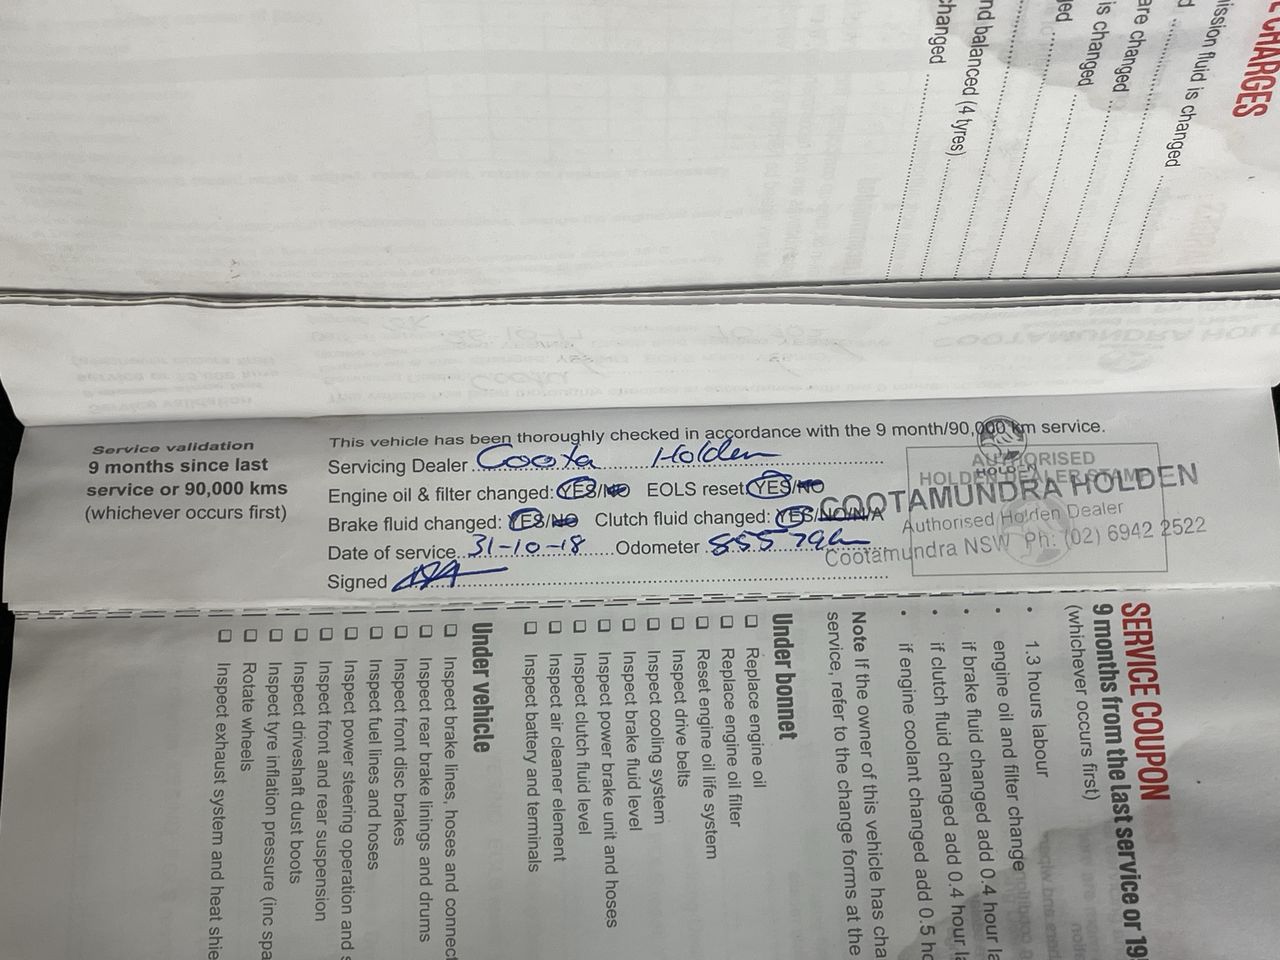 E CHARGES
ission fluid is changed
d
are changed
is changed
ged
nd balanced (4 tyres)
changed
Service validation
9 months since last
service or 90,000 kms
(whichever occurs first)
This vehicle has been thoroughly checked in accordance with the 9 month/90,000 km service.
Servicing Dealer Coota Holden
Engine oil & filter changed: YES/NO EOLS reset: YES/NO
Brake fluid changed: YES/NO Clutch fluid changed: YES/NO/N/A
Date of service 31-10-18 Odometer
Signed
AUTHORISED
HOLDEN DEALER STAMP
HOLDEN
COOTAMUNDRA HOLDEN
Authorised Holden Dealer
Cootamundra NSW Ph: (02) 6942 2522
SERVICE COUPON
9 months from the last service or 15
(whichever occurs first)
• 1.3 hours labour
• engine oil and filter change
• if brake fluid changed add 0.4 hour la
• if clutch fluid changed add 0.4 hour l
• if engine coolant changed add 0.5 ho
Note If the owner of this vehicle has cha
service, refer to the change forms at the
Under bonnet
❑ Replace engine oil
❑ Replace engine oil filter
❑ Reset engine oil life system
❑ Inspect drive belts
❑ Inspect cooling system
❑ Inspect brake fluid level
❑ Inspect power brake unit and hoses
❑ Inspect clutch fluid level
❑ Inspect air cleaner element
❑ Inspect battery and terminals
Under vehicle
❑ Inspect brake lines, hoses and connect
❑ Inspect rear brake linings and drums
❑ Inspect front disc brakes
❑ Inspect fuel lines and hoses
❑ Inspect power steering operation and s
❑ Inspect front and rear suspension
❑ Inspect driveshaft dust boots
❑ Inspect tyre inflation pressure (inc spa
❑ Rotate wheels
❑ Inspect exhaust system and heat shie